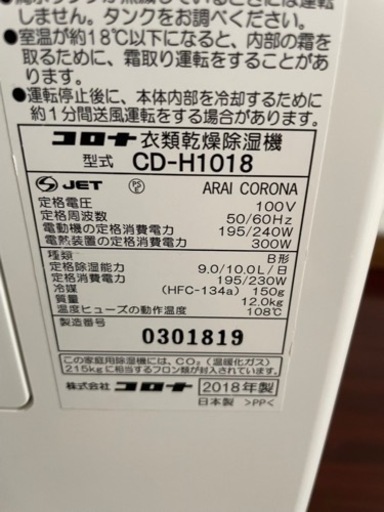 しません。タンクをお調べください。
●室温が約18℃以下になると、内部の霜を
取るために、霜取り運転をすることがあ
ります。
●運転停止後に、本体内部を冷却するために
約1分間送風運転をする場合があります。
コロナ衣類乾燥除湿機
型式 CD-H1018
JET PS E ARAI CORONA
定格電圧 100V
定格周波数 50/60Hz
電動機の定格消費電力 195/240W
電熱装置の定格消費電力 300W
種類 B形
定格除湿能力 9.0/10.0L/日
定格消費電力 195/230W
冷媒 (HFC-134a) 150g
質量 12.0kg
温度ヒューズの動作温度 108℃
製造番号
0301819
この家庭用除湿機には、CO₂(温暖化ガス)
215kgに相当するフロン類が封入されています。
株式会社 コロナ 2018年製
日本製 >PP<